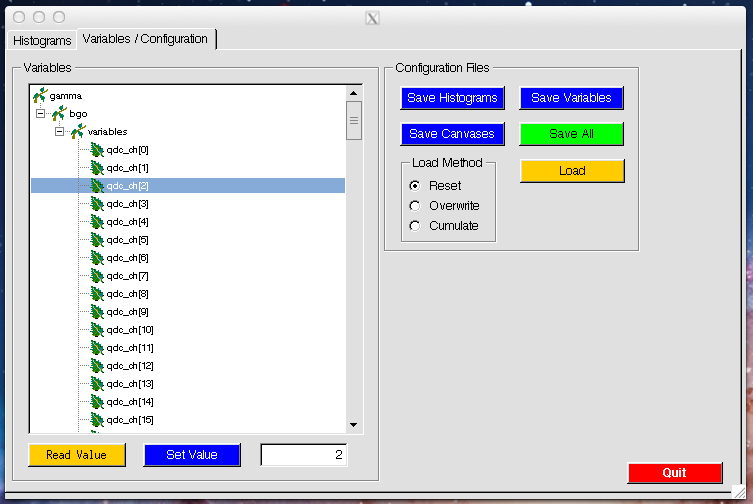 Histograms
Variables / Configuration
Variables
gamma
bgo
variables
qdc_ch[0]
qdc_ch[1]
qdc_ch[2]
qdc_ch[3]
qdc_ch[4]
qdc_ch[5]
qdc_ch[6]
qdc_ch[7]
qdc_ch[8]
qdc_ch[9]
qdc_ch[10]
qdc_ch[11]
qdc_ch[12]
qdc_ch[13]
qdc_ch[14]
qdc_ch[15]
Read Value
Set Value
2
Configuration Files
Save Histograms
Save Variables
Save Canvases
Save All
Load Method
Reset
Overwrite
Cumulate
Load
Quit